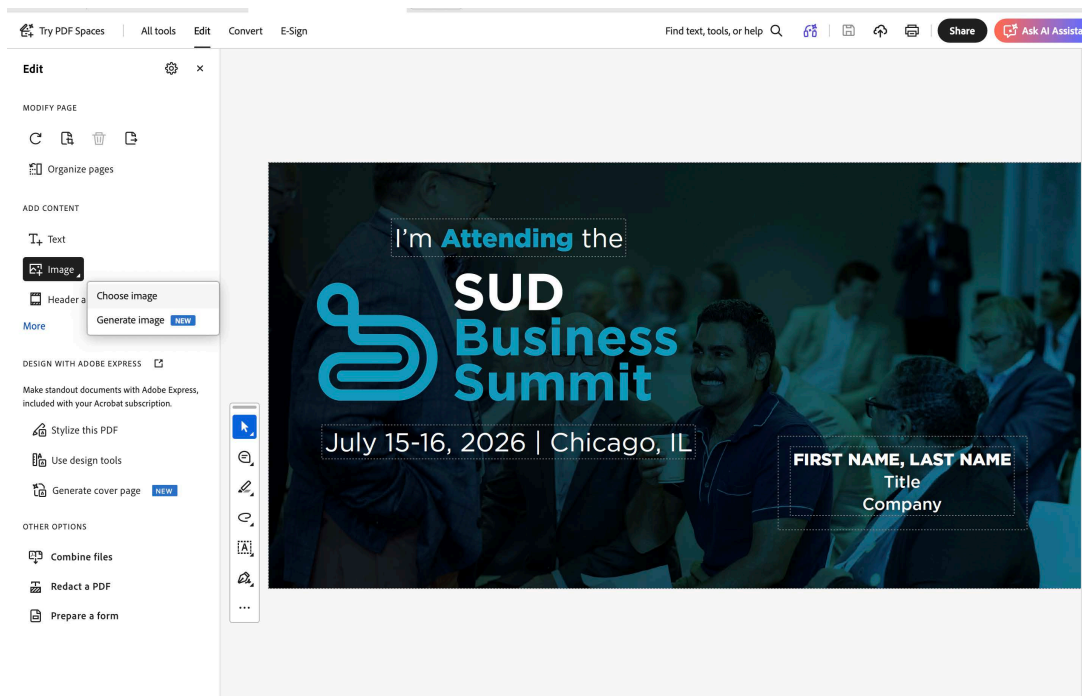 Try PDF Spaces
All tools
Edit
Convert
E-Sign
Find text, tools, or help
Share
Ask AI Assista
Edit
MODIFY PAGE
Organize pages
ADD CONTENT
Text
Image
Header a
Choose image
Generate image NEW
More
DESIGN WITH ADOBE EXPRESS
Make standout documents with Adobe Express,
included with your Acrobat subscription.
Stylize this PDF
Use design tools
Generate cover page NEW
OTHER OPTIONS
Combine files
Redact a PDF
Prepare a form
I’m Attending the
SUD
Business
Summit
July 15-16, 2026 | Chicago, IL
FIRST NAME, LAST NAME
Title
Company